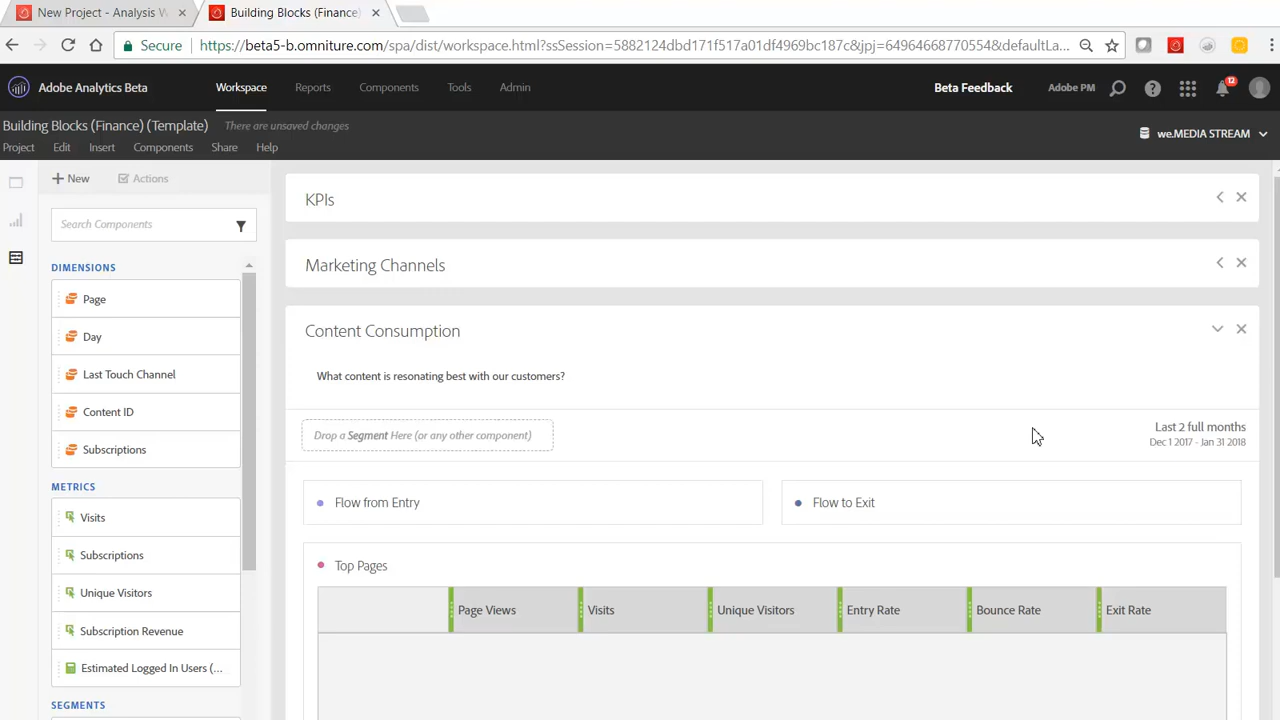 New Project - Analysis W
Building Blocks (Finance)
Secure
https://beta5-b.omniture.com/spa/dist/workspace.html?ssSession=5882124dbd171f517a01df4969bc187c&jpj=64964668770554&defaultLa...
Adobe Analytics Beta
Workspace
Reports
Components
Tools
Admin
Beta Feedback
Adobe PM
12
Building Blocks (Finance) (Template)
There are unsaved changes
we.MEDIA STREAM
Project
Edit
Insert
Components
Share
Help
+ New
Actions
Search Components
DIMENSIONS
Page
Day
Last Touch Channel
Content ID
Subscriptions
METRICS
Visits
Subscriptions
Unique Visitors
Subscription Revenue
Estimated Logged In Users (...
SEGMENTS
KPIs
Marketing Channels
Content Consumption
What content is resonating best with our customers?
Drop a Segment Here (or any other component)
Last 2 full months
Dec 1 2017 - Jan 31 2018
Flow from Entry
Flow to Exit
Top Pages
Page Views
Visits
Unique Visitors
Entry Rate
Bounce Rate
Exit Rate